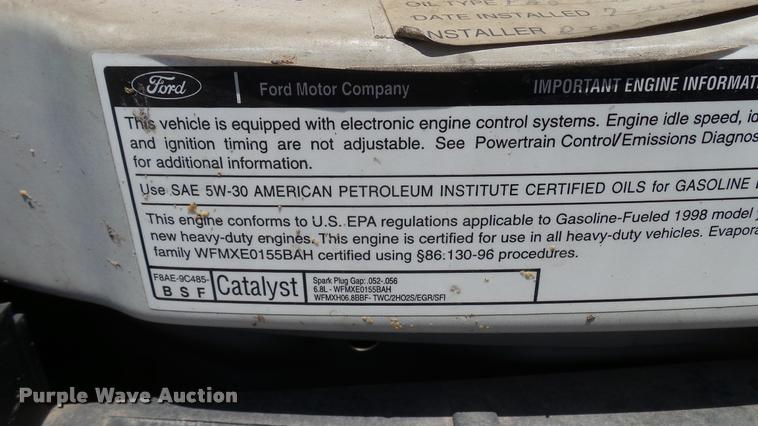 OIL TYPE
DATE INSTALLED
INSTALLER
Ford
Ford Motor Company
IMPORTANT ENGINE INFORMAT
This vehicle is equipped with electronic engine control systems. Engine idle speed, id
and ignition timing are not adjustable. See Powertrain Control/Emissions Diagnos
for additional information.
Use SAE 5W-30 AMERICAN PETROLEUM INSTITUTE CERTIFIED OILS for GASOLINE
This engine conforms to U.S. EPA regulations applicable to Gasoline-Fueled 1998 model
new heavy-duty engines. This engine is certified for use in all heavy-duty vehicles. Evapora
family WFMXE0155BAH certified using §86.130-96 procedures.
F8AE-9C485-
B S F
Catalyst
Spark Plug Gap: .052-.056
6.8L - WFMXE0155BAH
WFMXH06.8BBF- TWC/2HO2S/EGR/SFI
Purple Wave Auction